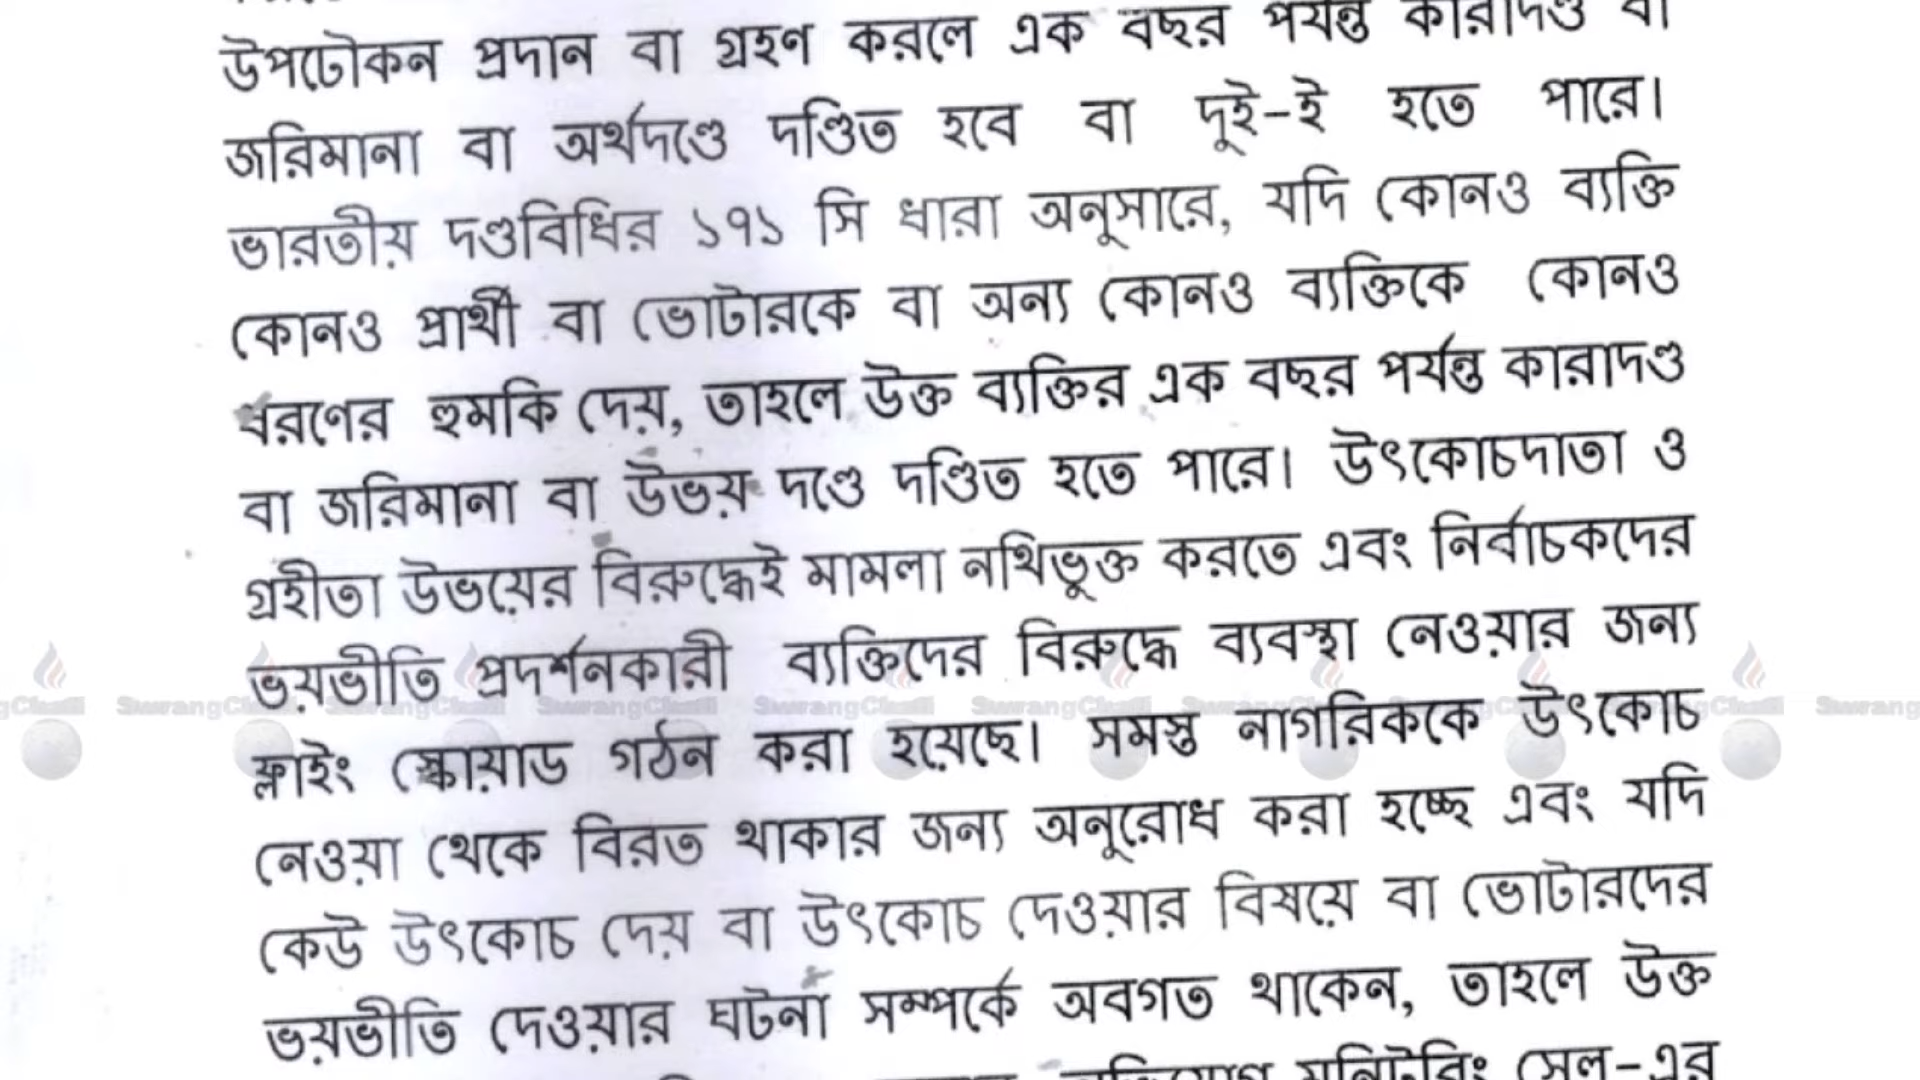 উপঢৌকন প্রদান বা গ্রহণ করলে এক বছর পর্যন্ত কারাদণ্ড বা
জরিমানা বা অর্থদণ্ডে দণ্ডিত হবে বা দুই-ই হতে পারে।
ভারতীয় দণ্ডবিধির ১৭১ সি ধারা অনুসারে, যদি কোনও ব্যক্তি
কোনও প্রার্থী বা ভোটারকে বা অন্য কোনও ব্যক্তিকে কোনও
ধরণের হুমকি দেয়, তাহলে উক্ত ব্যক্তির এক বছর পর্যন্ত কারাদণ্ড
বা জরিমানা বা উভয় দণ্ডে দণ্ডিত হতে পারে। উৎকোচদাতা ও
গ্রহীতা উভয়ের বিরুদ্ধেই মামলা নথিভুক্ত করতে এবং নির্বাচকদের
ভয়ভীতি প্রদর্শনকারী ব্যক্তিদের বিরুদ্ধে ব্যবস্থা নেওয়ার জন্য
ফ্লাইং স্কোয়াড গঠন করা হয়েছে। সমস্ত নাগরিককে উৎকোচ
নেওয়া থেকে বিরত থাকার জন্য অনুরোধ করা হচ্ছে এবং যদি
কেউ উৎকোচ দেয় বা উৎকোচ দেওয়ার বিষয়ে বা ভোটারদের
ভয়ভীতি দেওয়ার ঘটনা সম্পর্কে অবগত থাকেন, তাহলে উক্ত
অভিযোগ মনিটরিং সেল-এর